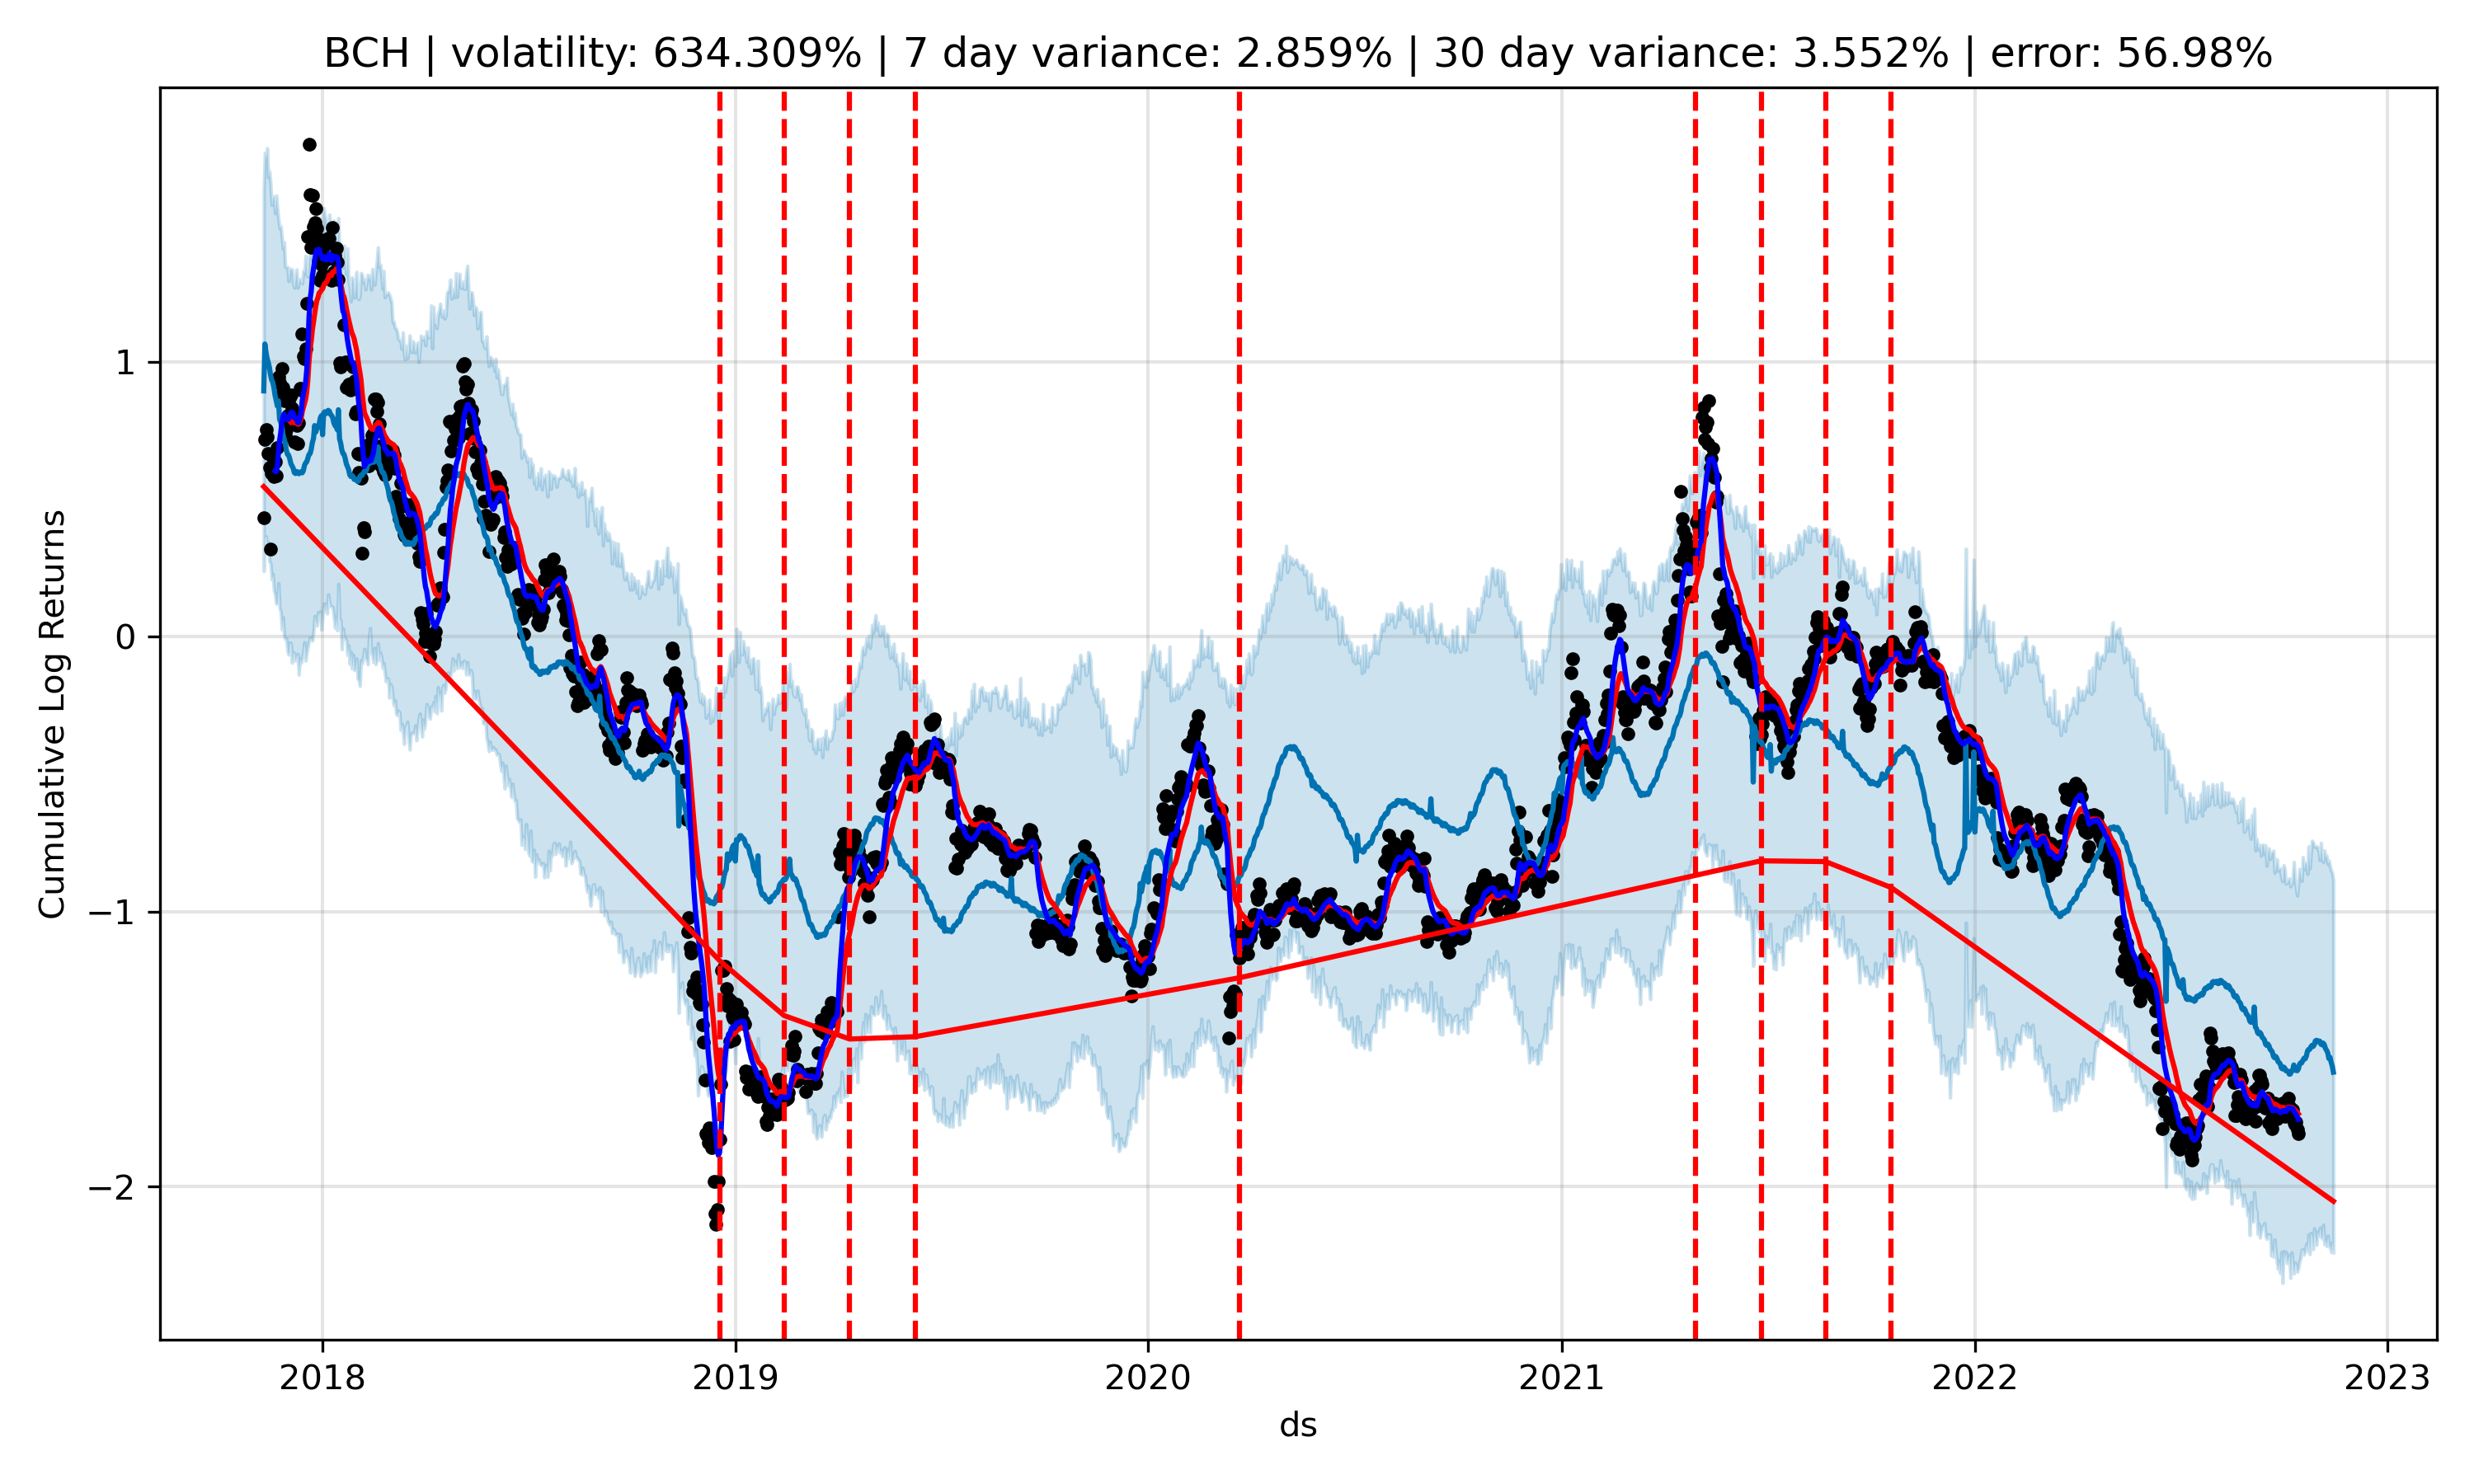 BCH | volatility: 634.309% | 7 day variance: 2.859% | 30 day variance: 3.552% | error: 56.98%
Cumulative Log Returns
1
0
−1
−2
2018 2019 2020 2021 2022 2023
ds